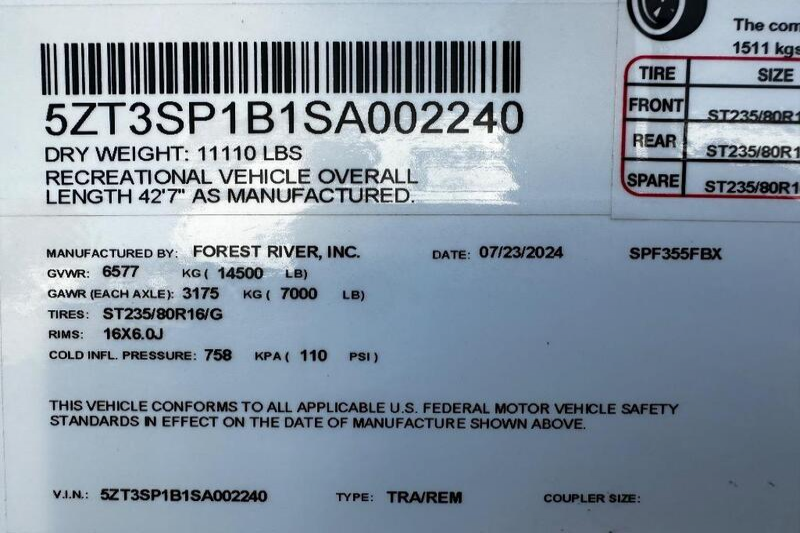 5ZT3SP1B1SA002240
DRY WEIGHT: 11110 LBS
RECREATIONAL VEHICLE OVERALL
LENGTH 42'7" AS MANUFACTURED.
The com
1511 kgs
TIRE SIZE
FRONT ST235/80R1
REAR ST235/80R1
SPARE ST235/80R1
MANUFACTURED BY: FOREST RIVER, INC. DATE: 07/23/2024 SPF355FBX
GVWR: 6577 KG ( 14500 LB)
GAWR (EACH AXLE): 3175 KG ( 7000 LB)
TIRES: ST235/80R16/G
RIMS: 16X6.0J
COLD INFL. PRESSURE: 758 KPA ( 110 PSI )
THIS VEHICLE CONFORMS TO ALL APPLICABLE U.S. FEDERAL MOTOR VEHICLE SAFETY
STANDARDS IN EFFECT ON THE DATE OF MANUFACTURE SHOWN ABOVE.
V.I.N.: 5ZT3SP1B1SA002240 TYPE: TRA/REM COUPLER SIZE: